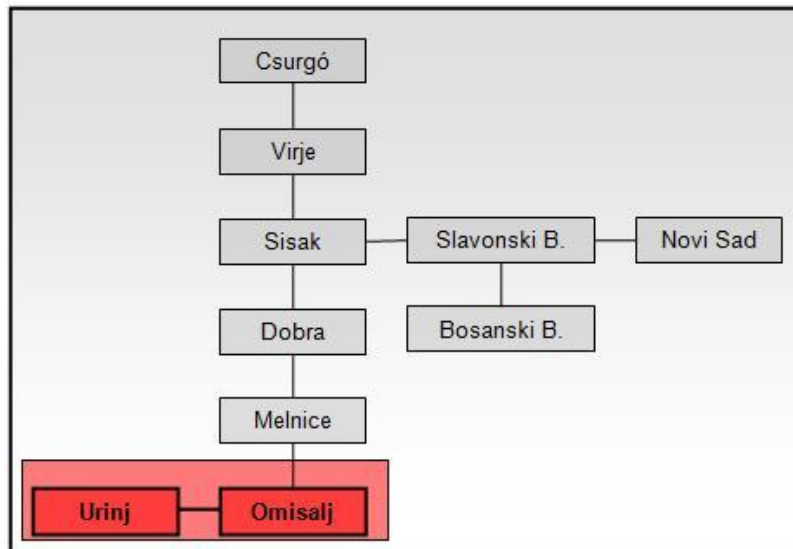 Csurgó
Virje
Sisak
Slavonski B.
Novi Sad
Dobra
Bosanski B.
Melnice
Urinj
Omisalj